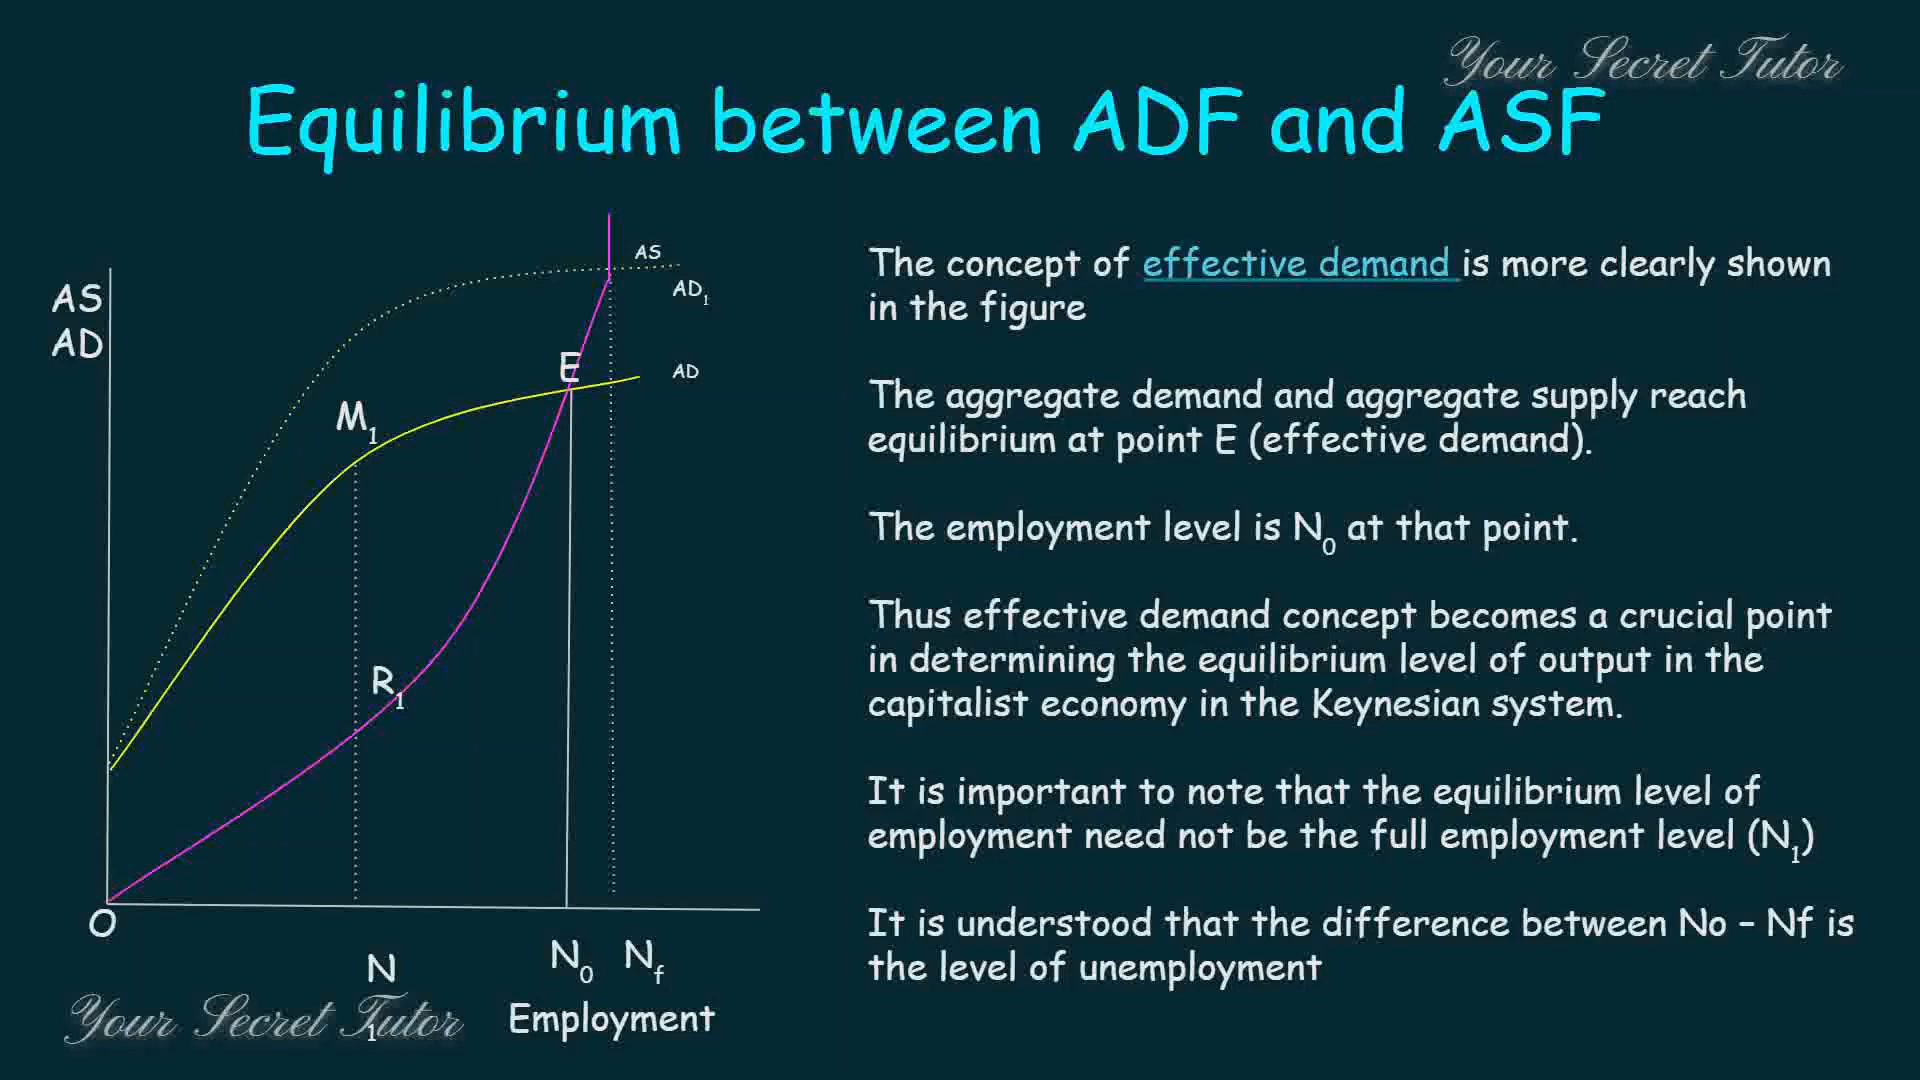 Your Secret Tutor
Equilibrium between ADF and ASF
AS
AD
AS
AD₁
AD
E
M₁
R₁
O
N₁
N₀
N_f
Employment
Your Secret Tutor
The concept of effective demand is more clearly shown
in the figure
The aggregate demand and aggregate supply reach
equilibrium at point E (effective demand).
The employment level is N₀ at that point.
Thus effective demand concept becomes a crucial point
in determining the equilibrium level of output in the
capitalist economy in the Keynesian system.
It is important to note that the equilibrium level of
employment need not be the full employment level (N₁)
It is understood that the difference between No – Nf is
the level of unemployment